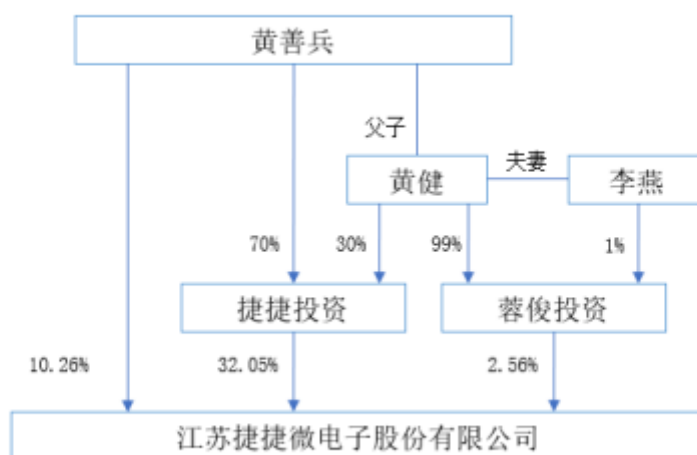 黄善兵
父子
夫妻
黄健
李燕
70%
30%
99%
1%
捷捷投资
蓉俊投资
10.26%
32.05%
2.56%
江苏捷捷微电子股份有限公司